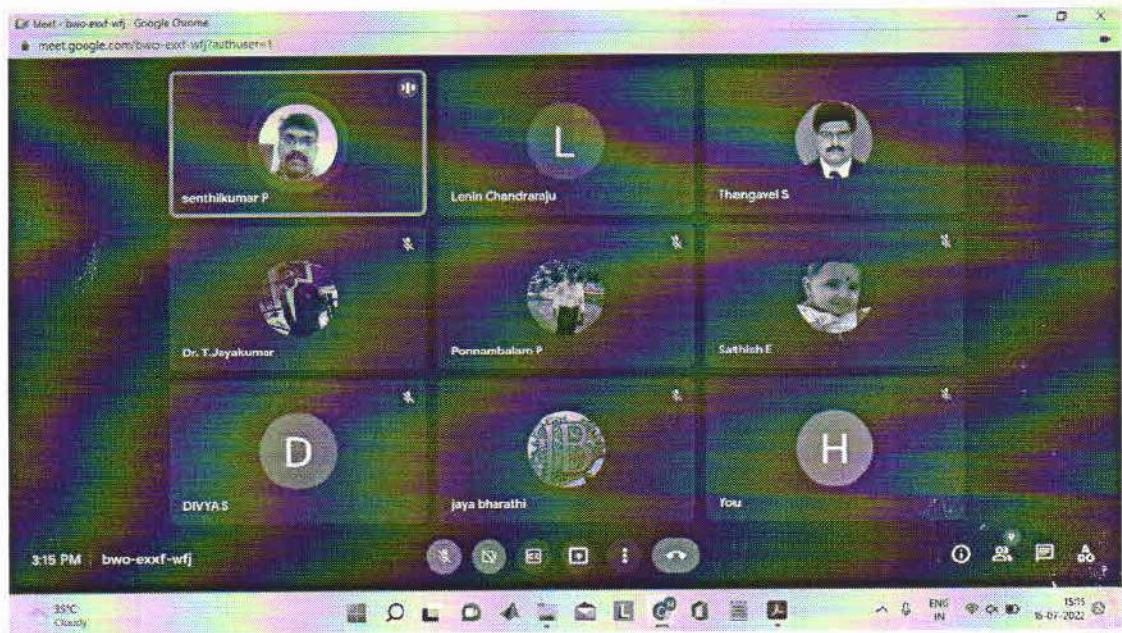 Meet - bwo-exxf-wfj - Google Chrome
meet.google.com/bwo-exxf-wfj?authuser=1
senthilkumar P
Lenin Chandraraju
Thangavel S
Dr. T.Jayakumar
Ponnambalam P
Sathish E
DIVYA S
jaya bharathi
You
L
D
B
H
3:15 PM | bwo-exxf-wfj
9
35°C
Cloudy
ENG
IN
15:15
15-07-2022